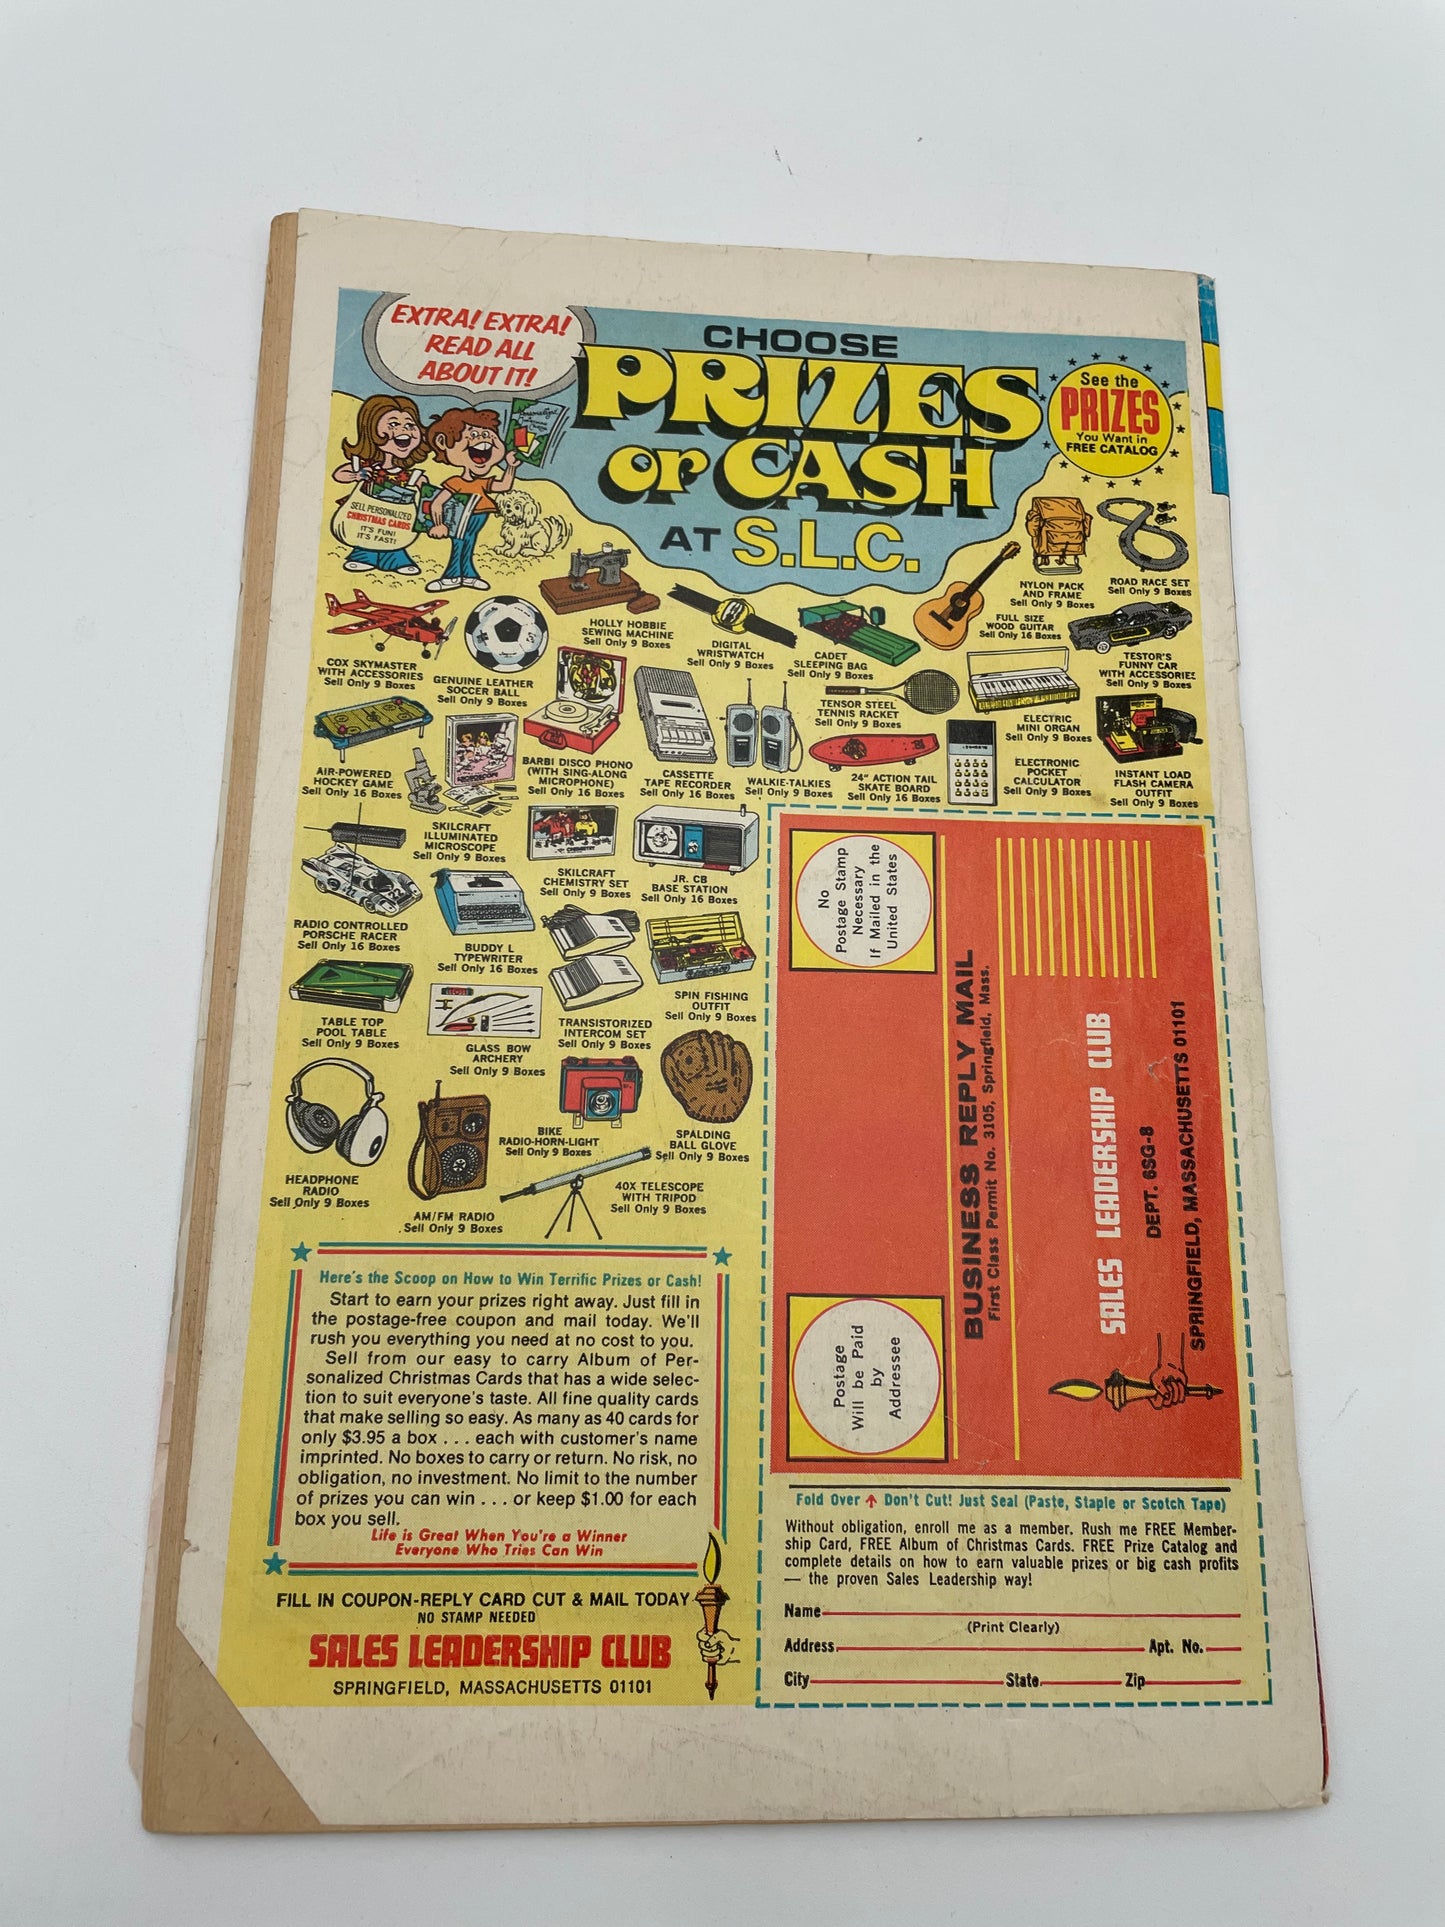 EXTRA! EXTRA!
READ ALL
ABOUT IT!
CHOOSE
PRIZES
or CASH
AT S.L.C.
See the
PRIZES
You Want in
FREE CATALOG
SELL PERSONALIZED
CHRISTMAS CARDS
IT'S FUN!
IT'S FAST!
NYLON PACK
AND FRAME
Sell Only 9 Boxes
ROAD RACE SET
Sell Only 9 Boxes
HOLLY HOBBIE
SEWING MACHINE
Sell Only 9 Boxes
DIGITAL
WRISTWATCH
Sell Only 9 Boxes
CADET
SLEEPING BAG
Sell Only 9 Boxes
FULL SIZE
WOOD GUITAR
Sell Only 16 Boxes
TESTOR'S
FUNNY CAR
WITH ACCESSORIES
Sell Only 9 Boxes
COX SKYMASTER
WITH ACCESSORIES
Sell Only 9 Boxes
GENUINE LEATHER
SOCCER BALL
Sell Only 9 Boxes
TENSOR STEEL
TENNIS RACKET
Sell Only 9 Boxes
ELECTRIC
MINI ORGAN
Sell Only 9 Boxes
AIR-POWERED
HOCKEY GAME
Sell Only 16 Boxes
BARBI DISCO PHONO
(WITH SING-ALONG
MICROPHONE)
Sell Only 16 Boxes
CASSETTE
TAPE RECORDER
Sell Only 16 Boxes
WALKIE-TALKIES
Sell Only 9 Boxes
24" ACTION TAIL
SKATE BOARD
Sell Only 16 Boxes
ELECTRONIC
POCKET
CALCULATOR
Sell Only 9 Boxes
INSTANT LOAD
FLASH CAMERA
OUTFIT
Sell Only 9 Boxes
SKILCRAFT
ILLUMINATED
MICROSCOPE
Sell Only 9 Boxes
SKILCRAFT
CHEMISTRY SET
Sell Only 9 Boxes
JR. CB
BASE STATION
Sell Only 16 Boxes
RADIO CONTROLLED
PORSCHE RACER
Sell Only 16 Boxes
BUDDY L
TYPEWRITER
Sell Only 16 Boxes
SPIN FISHING
OUTFIT
Sell Only 9 Boxes
TABLE TOP
POOL TABLE
Sell Only 9 Boxes
GLASS BOW
ARCHERY
Sell Only 9 Boxes
TRANSISTORIZED
INTERCOM SET
Sell Only 9 Boxes
HEADPHONE
RADIO
Sell Only 9 Boxes
AM/FM RADIO
Sell Only 9 Boxes
BIKE
RADIO-HORN-LIGHT
Sell Only 9 Boxes
SPALDING
BALL GLOVE
Sell Only 9 Boxes
40X TELESCOPE
WITH TRIPOD
Sell Only 9 Boxes
Here's the Scoop on How to Win Terrific Prizes or Cash!
Start to earn your prizes right away. Just fill in
the postage-free coupon and mail today. We'll
rush you everything you need at no cost to you.
Sell from our easy to carry Album of Per-
sonalized Christmas Cards that has a wide selec-
tion to suit everyone's taste. All fine quality cards
that make selling so easy. As many as 40 cards for
only $3.95 a box . . . each with customer's name
imprinted. No boxes to carry or return. No risk, no
obligation, no investment. No limit to the number
of prizes you can win . . . or keep $1.00 for each
box you sell.
Life is Great When You're a Winner
Everyone Who Tries Can Win
FILL IN COUPON-REPLY CARD CUT & MAIL TODAY
NO STAMP NEEDED
SALES LEADERSHIP CLUB
SPRINGFIELD, MASSACHUSETTS 01101
No
Postage Stamp
Necessary
If Mailed in the
United States
Postage
Will be Paid
by
Addressee
BUSINESS REPLY MAIL
First Class Permit No. 3105, Springfield, Mass.
SALES LEADERSHIP CLUB
DEPT. 6SG-8
SPRINGFIELD, MASSACHUSETTS 01101
Fold Over ↑ Don't Cut! Just Seal (Paste, Staple or Scotch Tape)
Without obligation, enroll me as a member. Rush me FREE Member-
ship Card, FREE Album of Christmas Cards. FREE Prize Catalog and
complete details on how to earn valuable prizes or big cash profits
— the proven Sales Leadership way!
Name
(Print Clearly)
Address Apt. No.
City State Zip